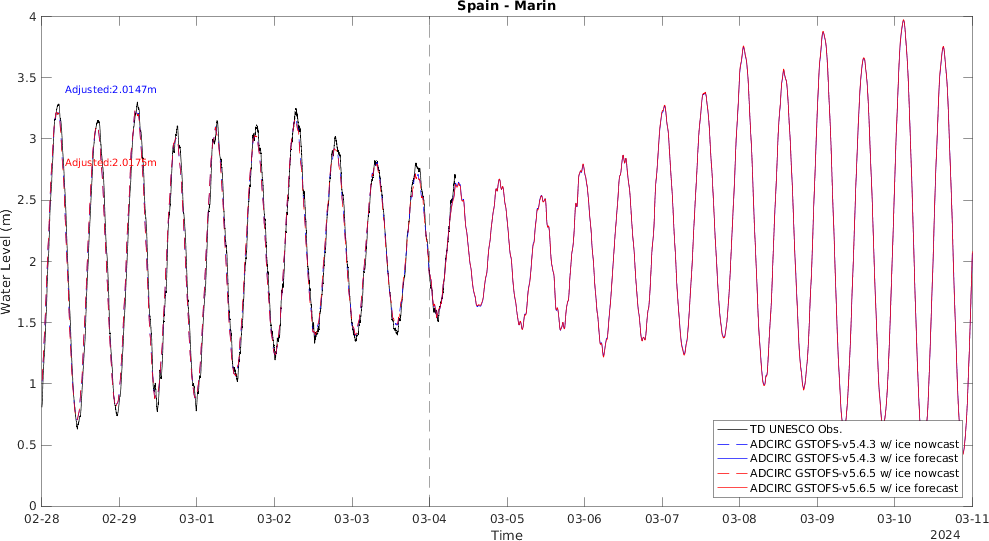 Spain - Marin
Water Level (m)
4
3.5
3
2.5
2
1.5
1
0.5
0
Adjusted:2.0147m
Adjusted:2.0175m
TD UNESCO Obs.
ADCIRC GSTOFS-v5.4.3 w/ ice nowcast
ADCIRC GSTOFS-v5.4.3 w/ ice forecast
ADCIRC GSTOFS-v5.6.5 w/ ice nowcast
ADCIRC GSTOFS-v5.6.5 w/ ice forecast
02-28 02-29 03-01 03-02 03-03 03-04 03-05 03-06 03-07 03-08 03-09 03-10 03-11
Time
2024